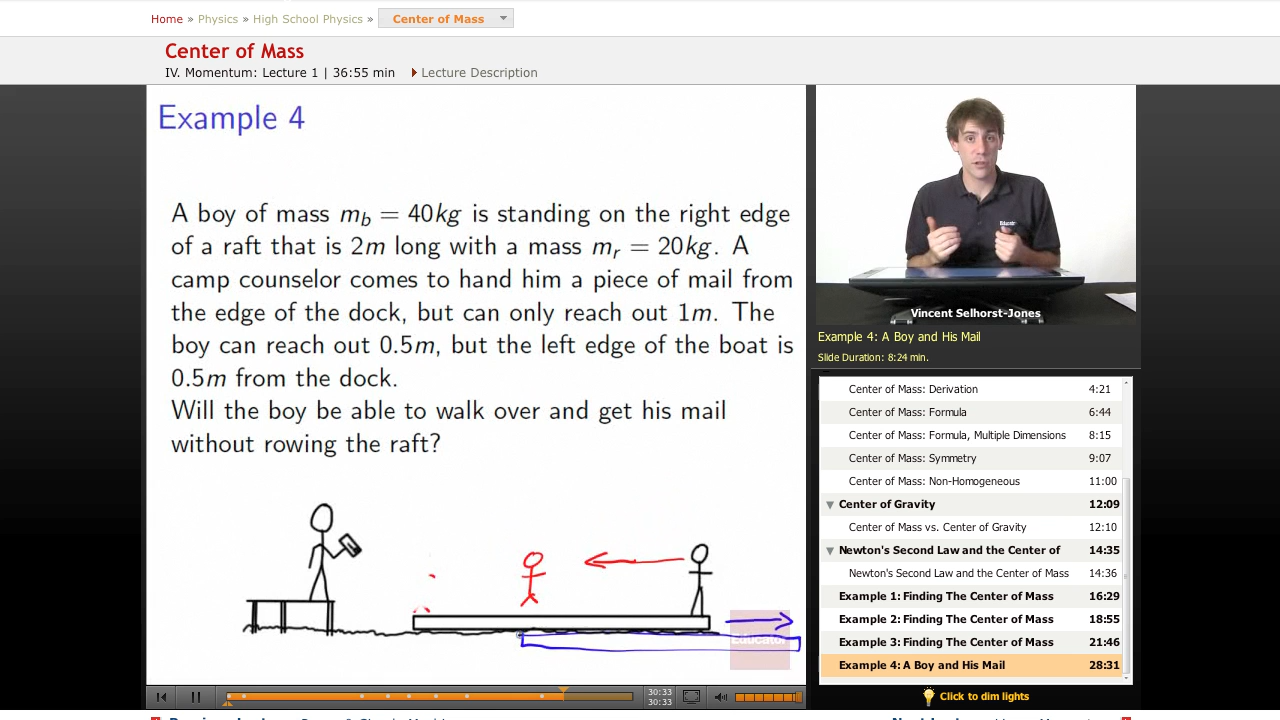 Home » Physics » High School Physics » Center of Mass
Center of Mass
IV. Momentum: Lecture 1 | 36:55 min Lecture Description
Example 4
A boy of mass m_b = 40kg is standing on the right edge
of a raft that is 2m long with a mass m_r = 20kg. A
camp counselor comes to hand him a piece of mail from
the edge of the dock, but can only reach out 1m. The
boy can reach out 0.5m, but the left edge of the boat is
0.5m from the dock.
Will the boy be able to walk over and get his mail
without rowing the raft?
Educator
30:33
30:33
Vincent Selhorst-Jones
Example 4: A Boy and His Mail
Slide Duration: 8:24 min.
Center of Mass: Derivation 4:21
Center of Mass: Formula 6:44
Center of Mass: Formula, Multiple Dimensions 8:15
Center of Mass: Symmetry 9:07
Center of Mass: Non-Homogeneous 11:00
Center of Gravity 12:09
Center of Mass vs. Center of Gravity 12:10
Newton's Second Law and the Center of 14:35
Newton's Second Law and the Center of Mass 14:36
Example 1: Finding The Center of Mass 16:29
Example 2: Finding The Center of Mass 18:55
Example 3: Finding The Center of Mass 21:46
Example 4: A Boy and His Mail 28:31
Click to dim lights